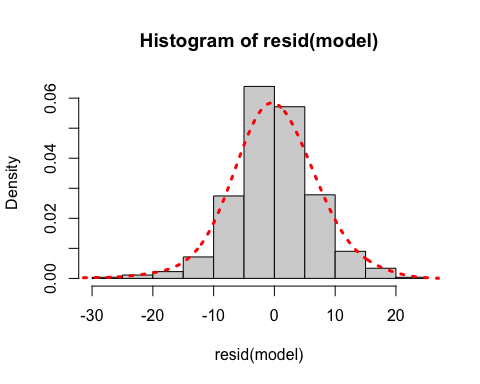 Histogram of resid(model)
Density
0.06
0.04
0.02
0.00
-30 -20 -10 0 10 20
resid(model)